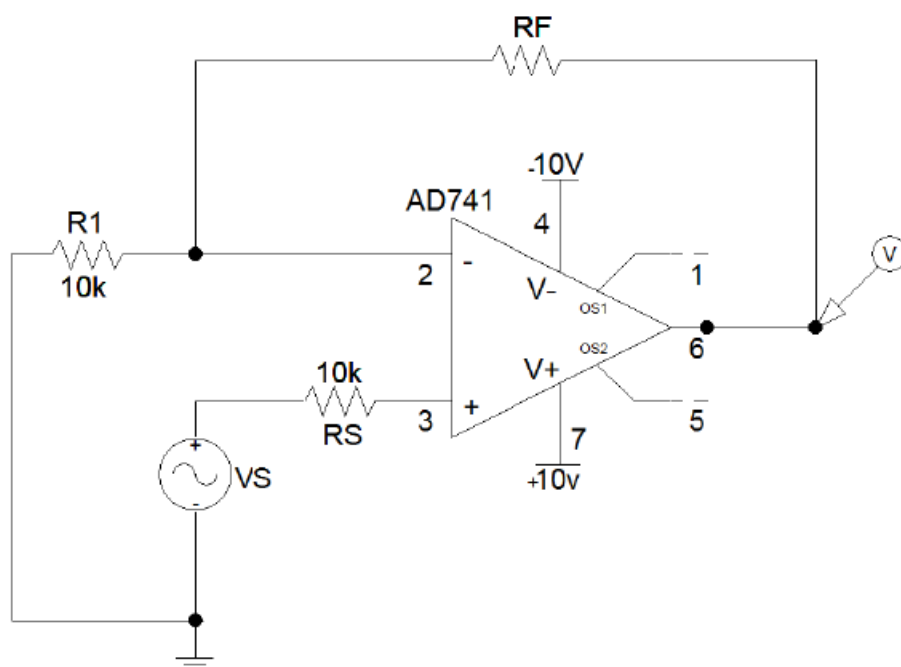 RF
-10V
AD741
4
R1
10k
2
-
V-
OS1
1
V
6
OS2
V+
5
10k
RS
3
+
7
+10v
+
VS
-